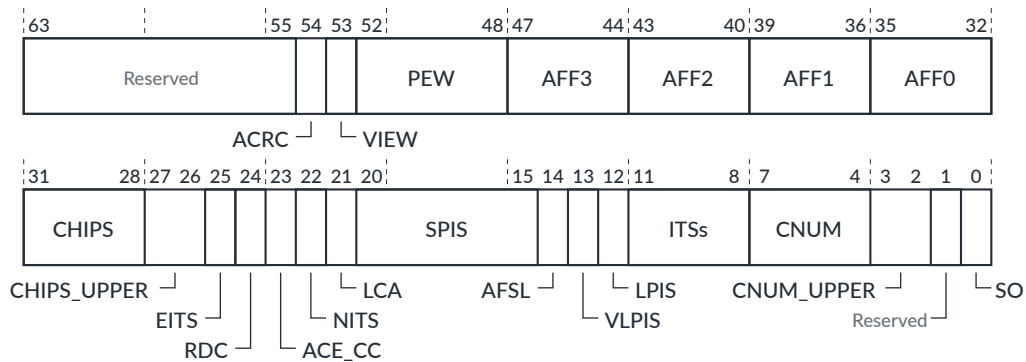 63 55 54 53 52 48 47 44 43 40 39 36 35 32
Reserved PEW AFF3 AFF2 AFF1 AFF0
ACRC VIEW
31 28 27 26 25 24 23 22 21 20 15 14 13 12 11 8 7 4 3 2 1 0
CHIPS SPIS ITSs CNUM
CHIPS_UPPER LCA AFSL LPIS CNUM_UPPER SO
EITS NITS VLPIS Reserved
RDC ACE_CC